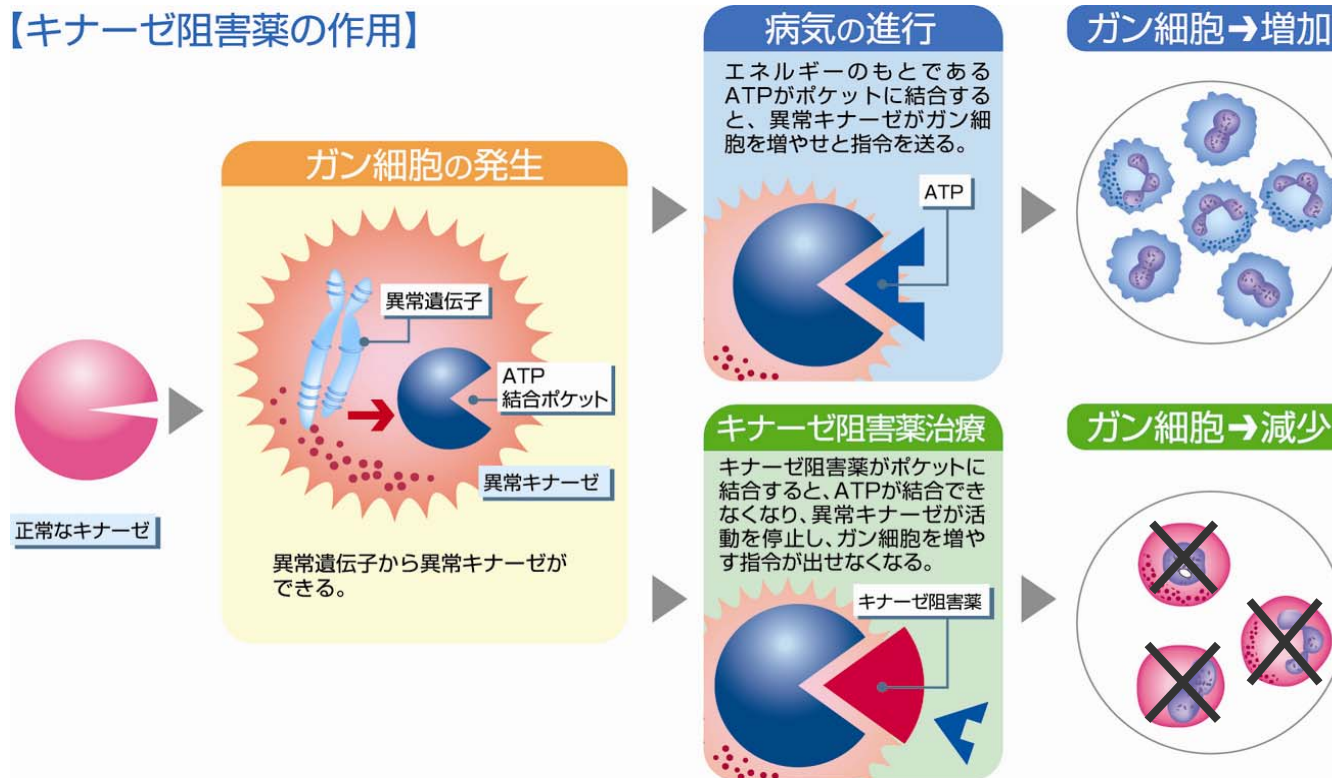 【キナーゼ阻害薬の作用】
正常なキナーゼ
ガン細胞の発生
異常遺伝子
ATP
結合ポケット
異常キナーゼ
異常遺伝子から異常キナーゼが
できる。
病気の進行
エネルギーのもとである
ATPがポケットに結合する
と、異常キナーゼがガン細
胞を増やせと指令を送る。
ATP
ガン細胞➔増加
キナーゼ阻害薬治療
キナーゼ阻害薬がポケットに
結合すると、ATPが結合でき
なくなり、異常キナーゼが活
動を停止し、ガン細胞を増や
す指令が出せなくなる。
キナーゼ阻害薬
ガン細胞➔減少